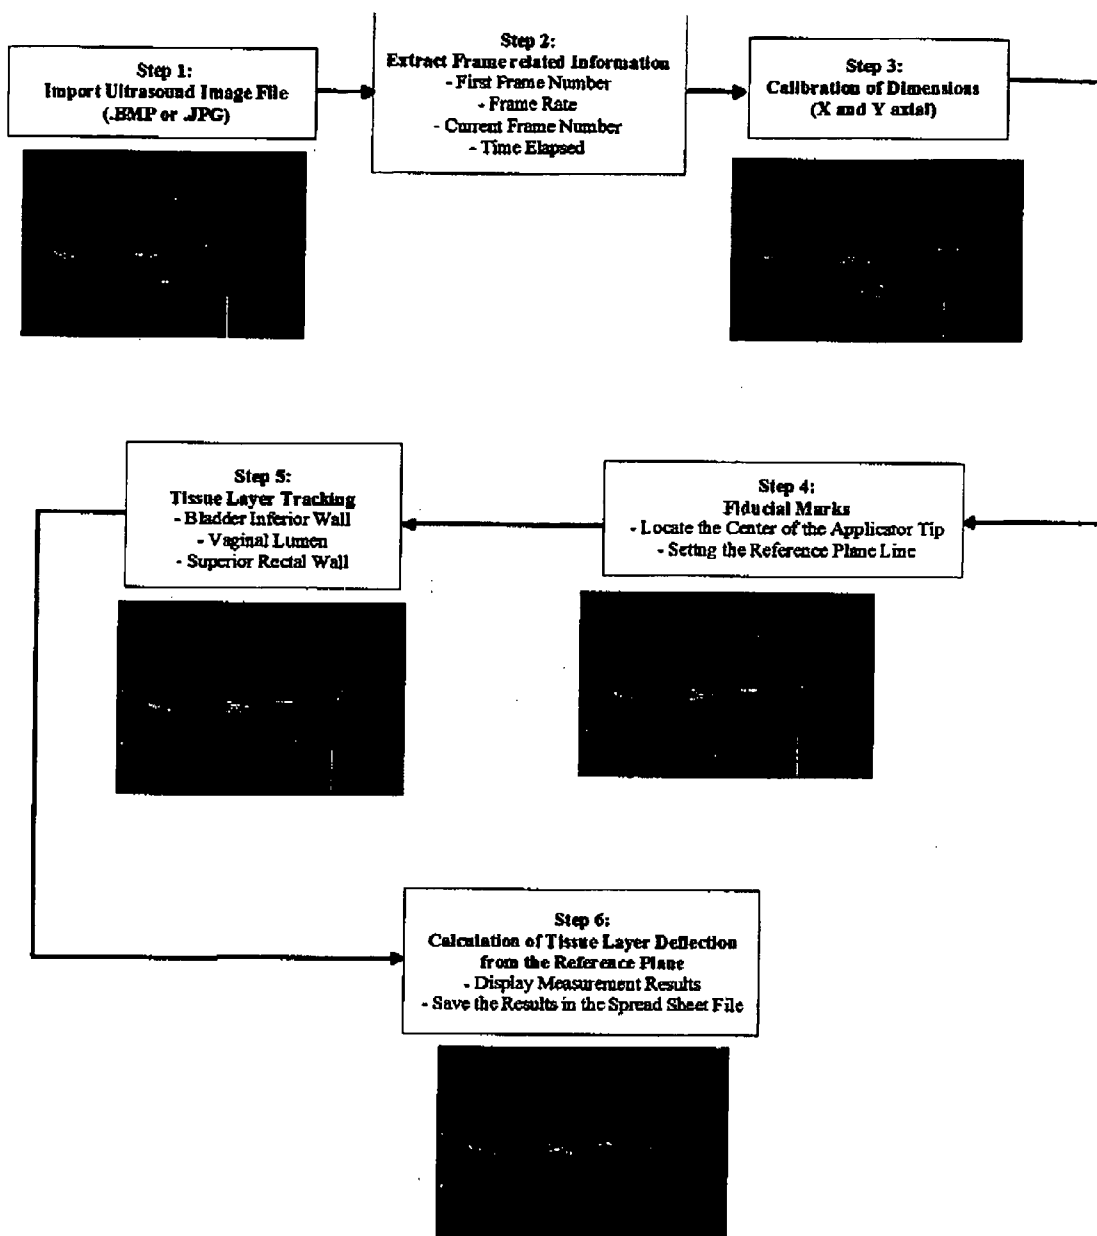 Step 1:
Import Ultrasound Image File
(.BMP or .JPG)
Step 2:
Extract Frame related Information
- First Frame Number
- Frame Rate
- Current Frame Number
- Time Elapsed
Step 3:
Calibration of Dimensions
(X and Y axial)
Step 4:
Fiducial Marks
- Locate the Center of the Applicator Tip
- Setting the Reference Plane Line
Step 5:
Tissue Layer Tracking
- Bladder Inferior Wall
- Vaginal Lumen
- Superior Rectal Wall
Step 6:
Calculation of Tissue Layer Deflection
from the Reference Plane
- Display Measurement Results
- Save the Results in the Spread Sheet File